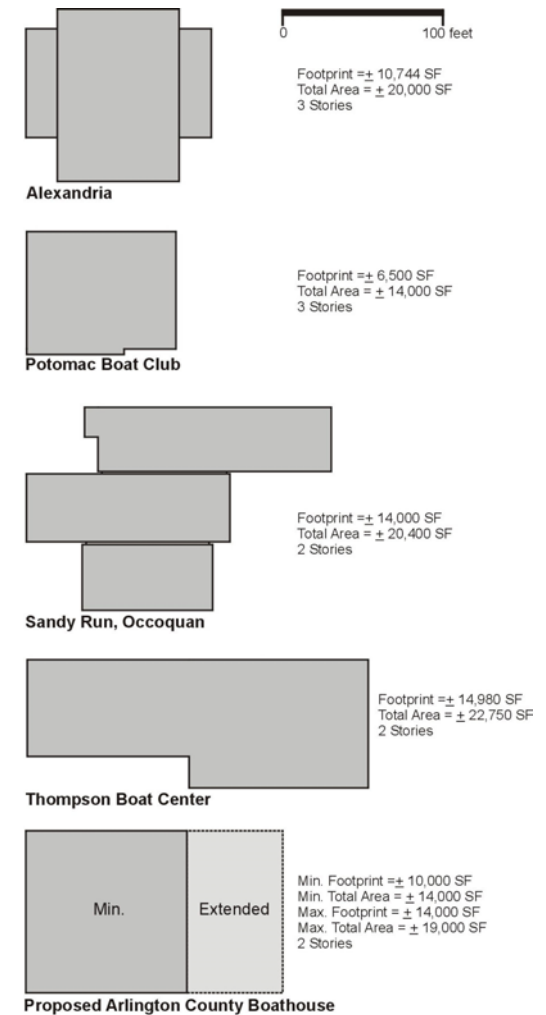 0 100 feet
Footprint =± 10,744 SF
Total Area = ± 20,000 SF
3 Stories
Alexandria
Footprint =± 6,500 SF
Total Area = ± 14,000 SF
3 Stories
Potomac Boat Club
Footprint =± 14,000 SF
Total Area = ± 20,400 SF
2 Stories
Sandy Run, Occoquan
Footprint =± 14,980 SF
Total Area = ± 22,750 SF
2 Stories
Thompson Boat Center
Min.
Extended
Min. Footprint =± 10,000 SF
Min. Total Area = ± 14,000 SF
Max. Footprint =± 14,000 SF
Max. Total Area = ± 19,000 SF
2 Stories
Proposed Arlington County Boathouse